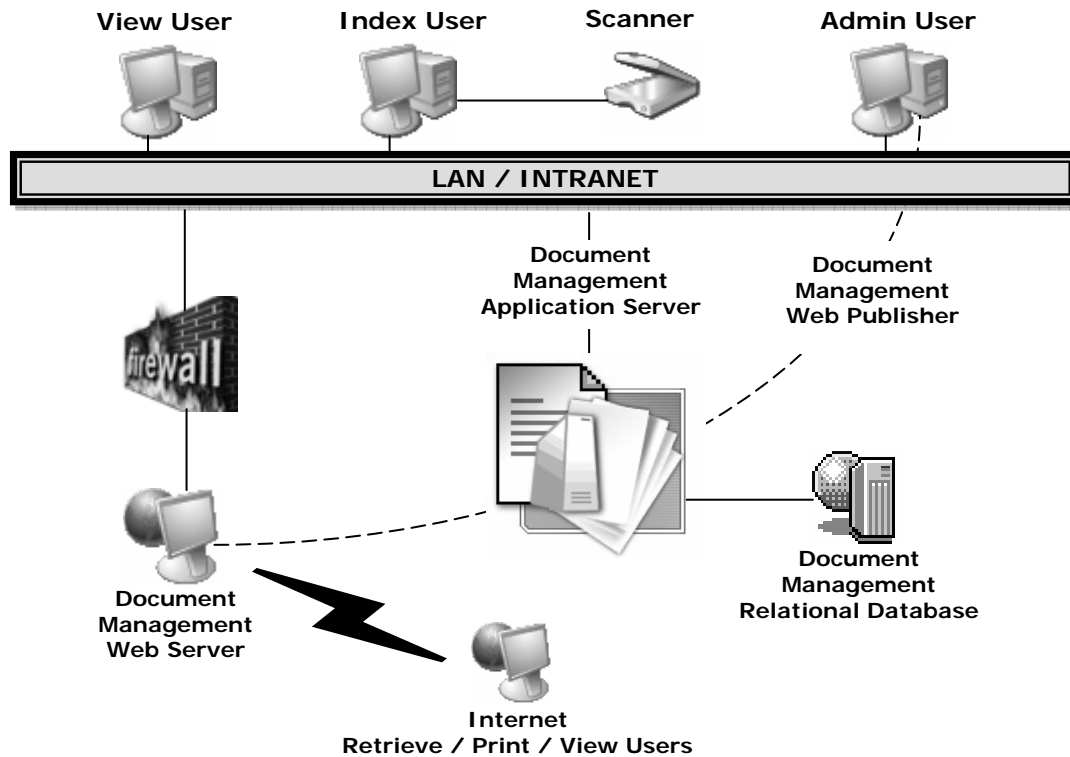 View User
Index User
Scanner
Admin User
LAN / INTRANET
Document
Management
Application Server
Document
Management
Web Publisher
firewall
Document
Management
Web Server
Document
Management
Relational Database
Internet
Retrieve / Print / View Users